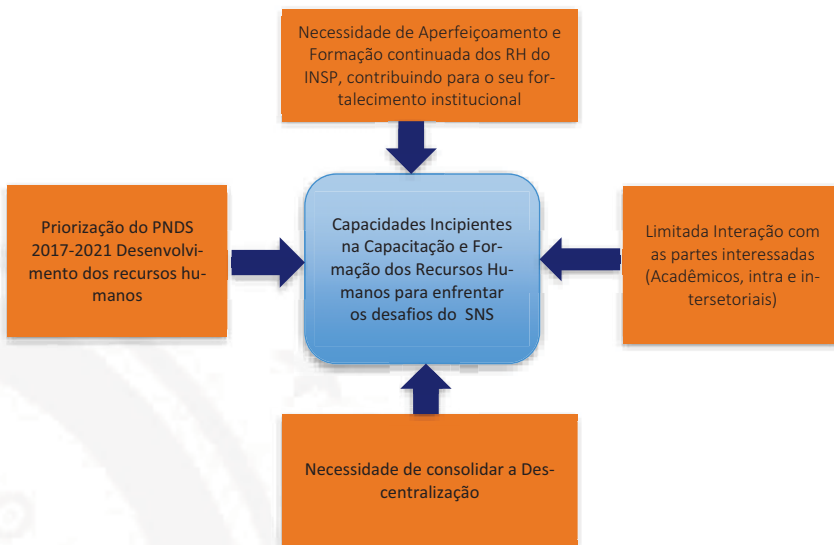 Necessidade de Aperfeiçoamento e
Formação continuada dos RH do
INSP, contribuindo para o seu for-
talecimento institucional
Priorização do PNDS
2017-2021 Desenvolvi-
mento dos recursos hu-
manos
Capacidades Incipientes
na Capacitação e For-
mação dos Recursos Hu-
manos para enfrentar
os desafios do SNS
Limitada Interação com
as partes interessadas
(Acadêmicos, intra e in-
tersetoriais)
Necessidade de consolidar a Des-
centralização